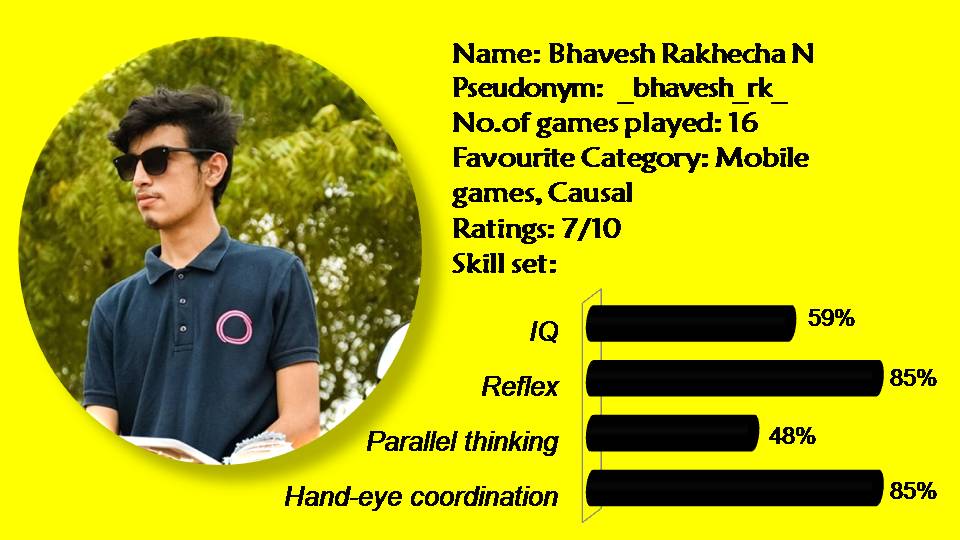 Name: Bhavesh Rakhecha N
Pseudonym: _bhavesh_rk_
No.of games played: 16
Favourite Category: Mobile
games, Causal
Ratings: 7/10
Skill set:
IQ 59%
Reflex 85%
Parallel thinking 48%
Hand-eye coordination 85%